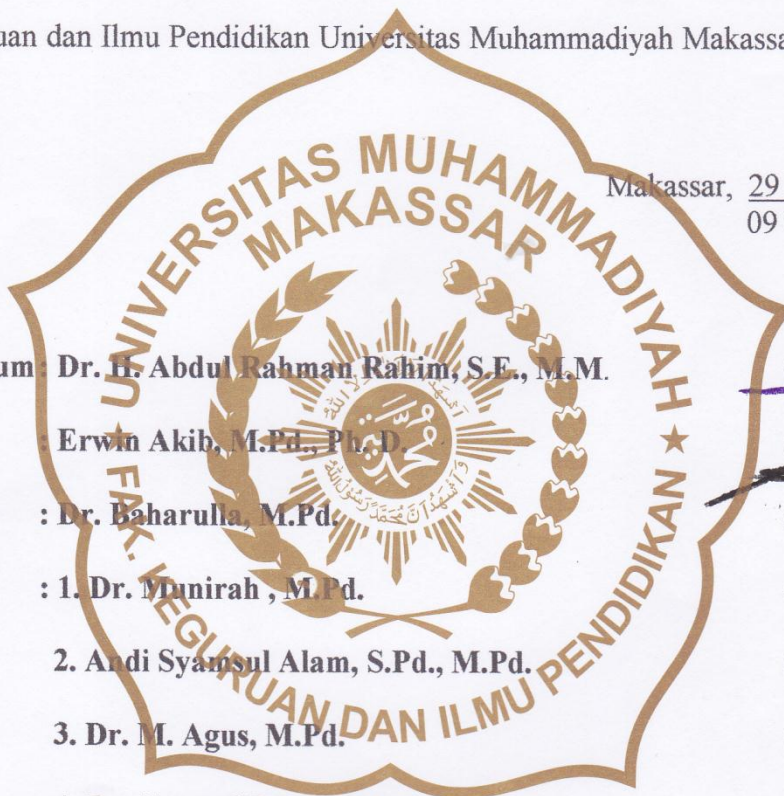 uan dan Ilmu Pendidikan Universitas Muhammadiyah Makassa
Makassar, 29
09
um : Dr. H. Abdul Rahman Rahim, S.E., M.M.
: Erwin Akib, M.Pd., Ph. D.
: Dr. Baharulla, M.Pd.
: 1. Dr. Munirah , M.Pd.
2. Andi Syamsul Alam, S.Pd., M.Pd.
3. Dr. M. Agus, M.Pd.
UNIVERSITAS MUHAMMADIYAH
MAKASSAR
★ FAK. KEGURUAN DAN ILMU PENDIDIKAN ★